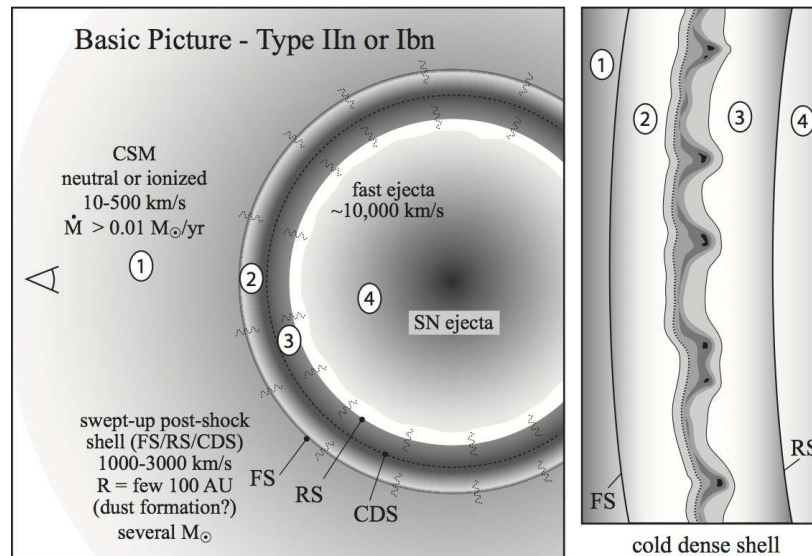 Basic Picture - Type IIn or Ibn
CSM
neutral or ionized
10-500 km/s
Ṁ > 0.01 M☉/yr
1
2
3
4
fast ejecta
~10,000 km/s
SN ejecta
swept-up post-shock
shell (FS/RS/CDS)
1000-3000 km/s
R = few 100 AU
(dust formation?)
several M☉
FS
RS
CDS
1
2
3
4
FS
RS
cold dense shell